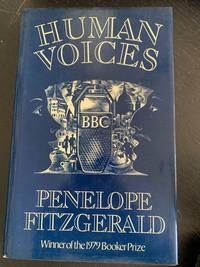 HUMAN
VOICES
BBC
PENELOPE
FITZGERALD
Winner of the 1979 Booker Prize